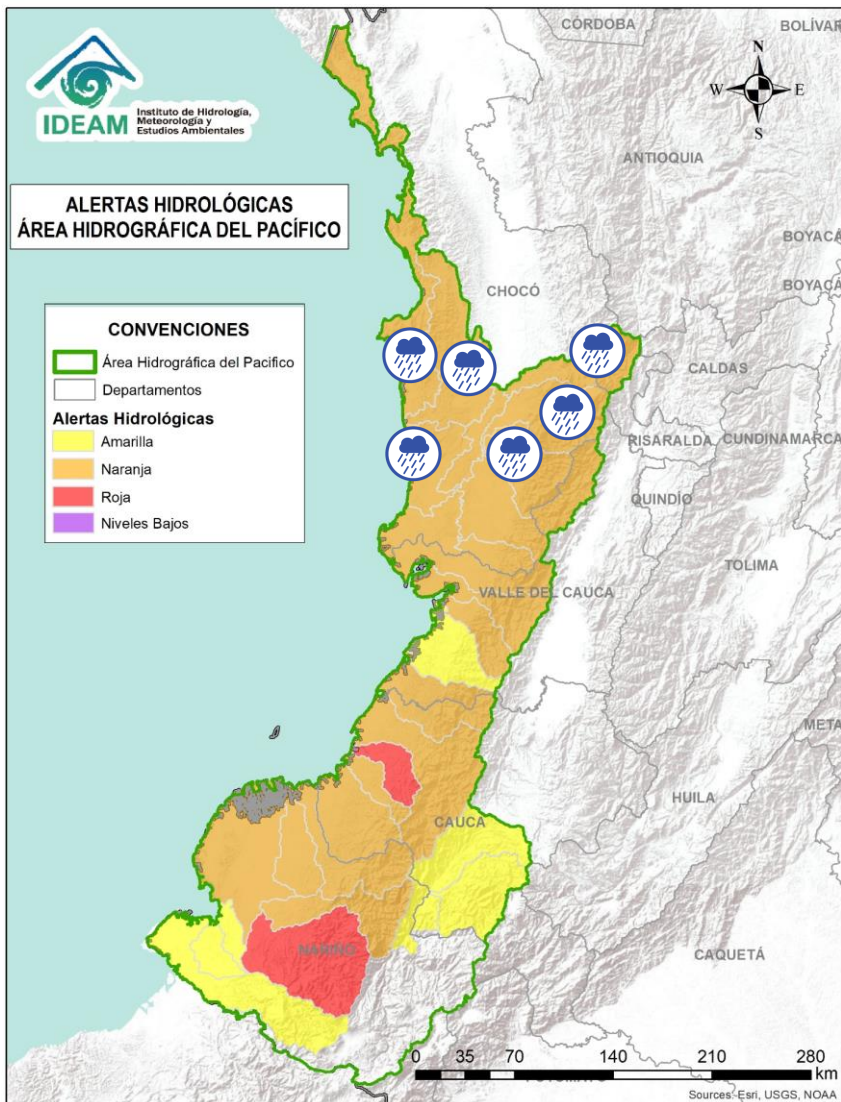 CÓRDOBA
BOLÍVAR
IDEAM
Instituto de Hidrología,
Meteorología y
Estudios Ambientales
N
W
E
S
ANTIOQUIA
ALERTAS HIDROLÓGICAS
ÁREA HIDROGRÁFICA DEL PACÍFICO
BOYACÁ
BOYACÁ
CHOCÓ
CONVENCIONES
Área Hidrográfica del Pacifico
Departamentos
Alertas Hidrológicas
Amarilla
Naranja
Roja
Niveles Bajos
CALDAS
RISARALDA
CUNDINAMARCA
QUINDÍO
TOLIMA
VALLE DEL CAUCA
META
HUILA
CAUCA
NARIÑO
CAQUETÁ
0 35 70 140 210 280
km
Sources: Esri, USGS, NOAA